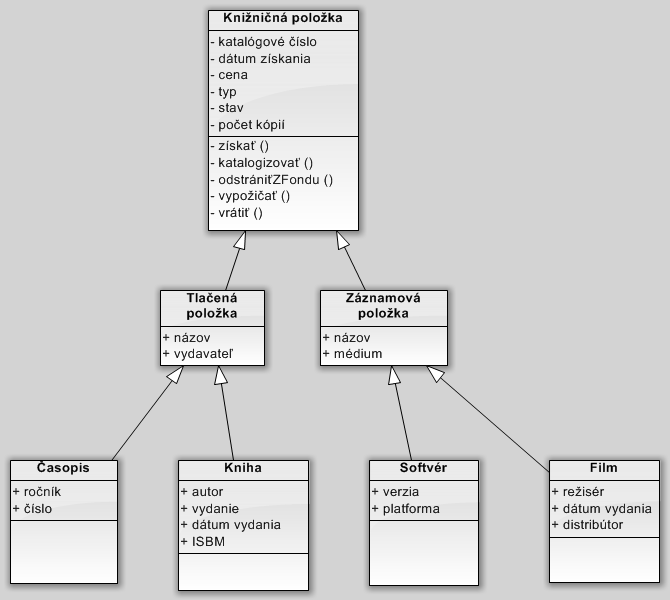 Knižničná položka
- katalógové číslo
- dátum získania
- cena
- typ
- stav
- počet kópií
- získať ()
- katalogizovať ()
- odstrániťZFondu ()
- vypožičať ()
- vrátiť ()
Tlačená
položka
+ názov
+ vydavateľ
Záznamová
položka
+ názov
+ médium
Časopis
+ ročník
+ číslo
Kniha
+ autor
+ vydanie
+ dátum vydania
+ ISBM
Softvér
+ verzia
+ platforma
Film
+ režisér
+ dátum vydania
+ distribútor